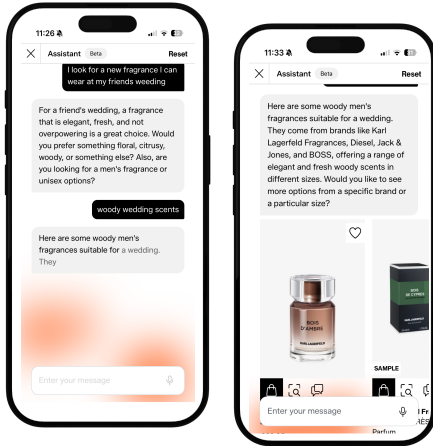 11:26
Assistant Beta Reset
I look for a new fragrance I can
wear at my friends weeding
For a friend's wedding, a fragrance
that is elegant, fresh, and not
overpowering is a great choice. Would
you prefer something floral, citrusy,
woody, or something else? Also, are
you looking for a men's fragrance or
unisex options?
woody wedding scents
Here are some woody men's
fragrances suitable for a wedding.
They
Enter your message
11:33
Assistant Beta Reset
Here are some woody men's
fragrances suitable for a wedding.
They come from brands like Karl
Lagerfeld Fragrances, Diesel, Jack &
Jones, and BOSS, offering a range of
elegant and fresh woody scents in
different sizes. Would you like to see
more options from a specific brand or
a particular size?
BOIS
D'AMBRE
KARL LAGERFELD
BOIS
DE CYPRÈS
KARL LAGERFELD
SAMPLE
Enter your message
Parfum